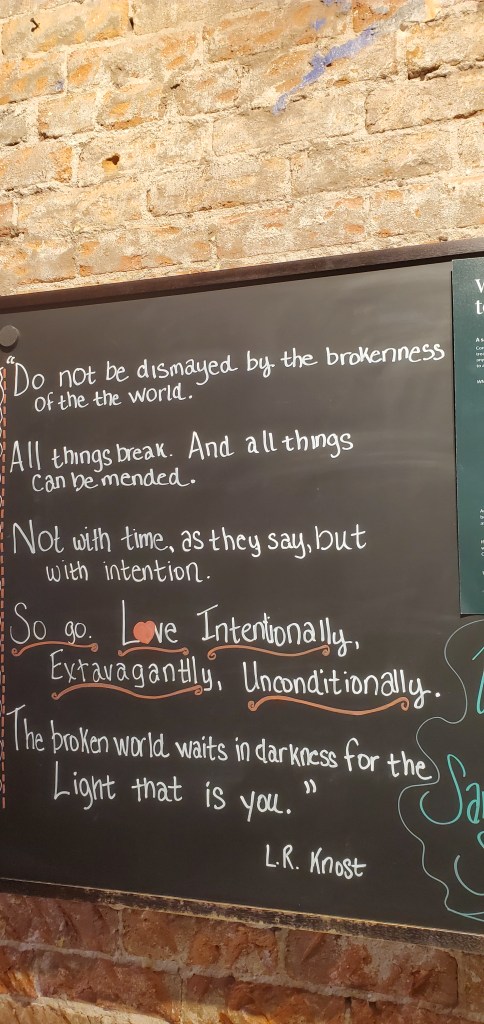 "Do not be dismayed by the brokenness
of the the world.
All things break. And all things
can be mended.
Not with time, as they say, but
with intention.
So go. Love Intentionally,
Extravagantly, Unconditionally.
The broken world waits in darkness for the
Light that is you."
L.R. Knost